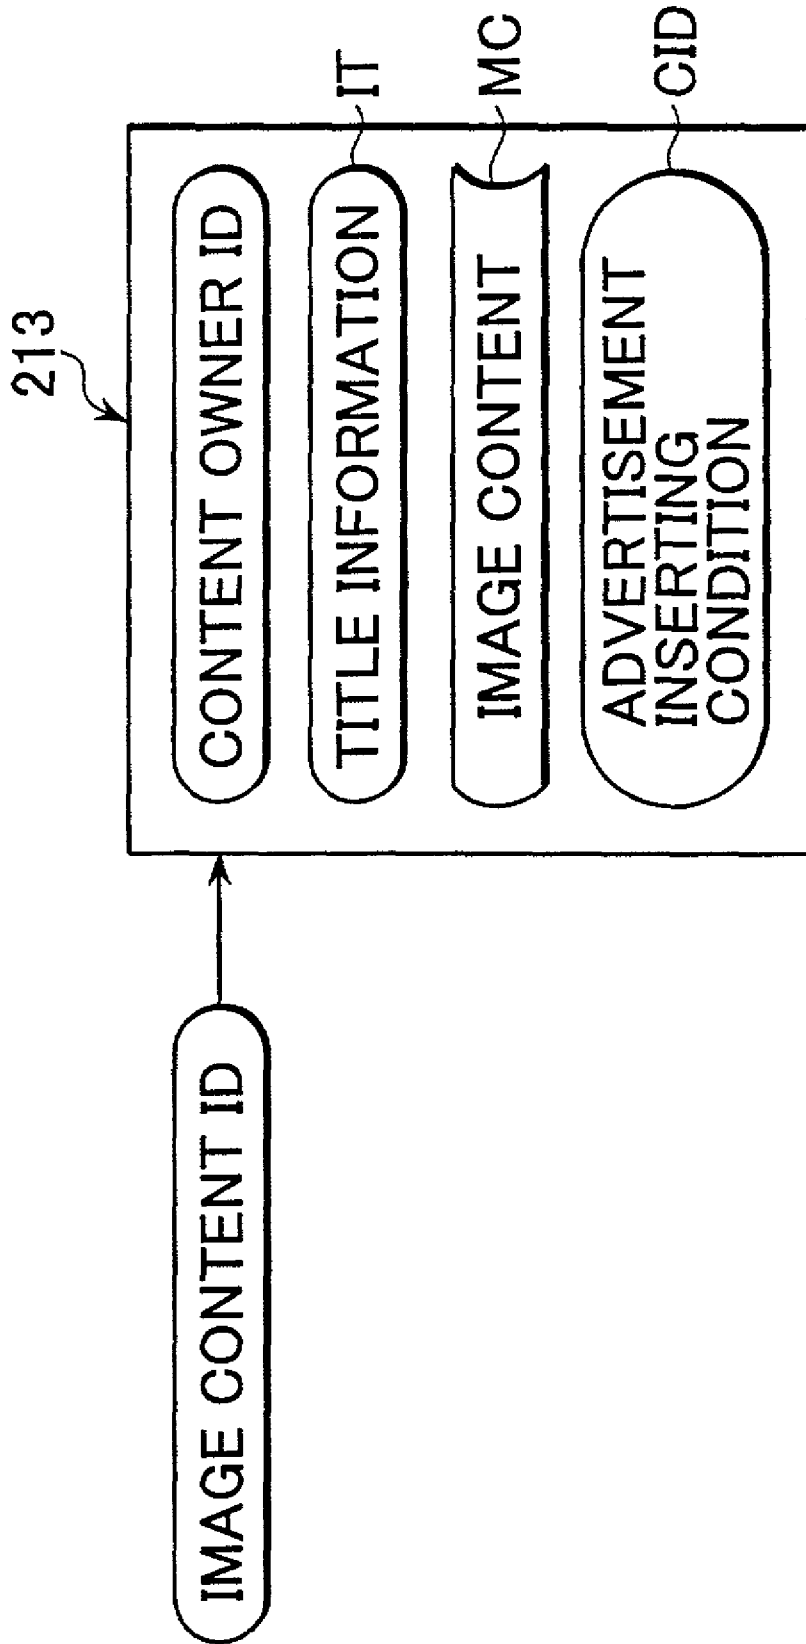 213
IMAGE CONTENT ID
CONTENT OWNER ID
TITLE INFORMATION
IT
IMAGE CONTENT
MC
ADVERTISEMENT
INSERTING
CONDITION
CID